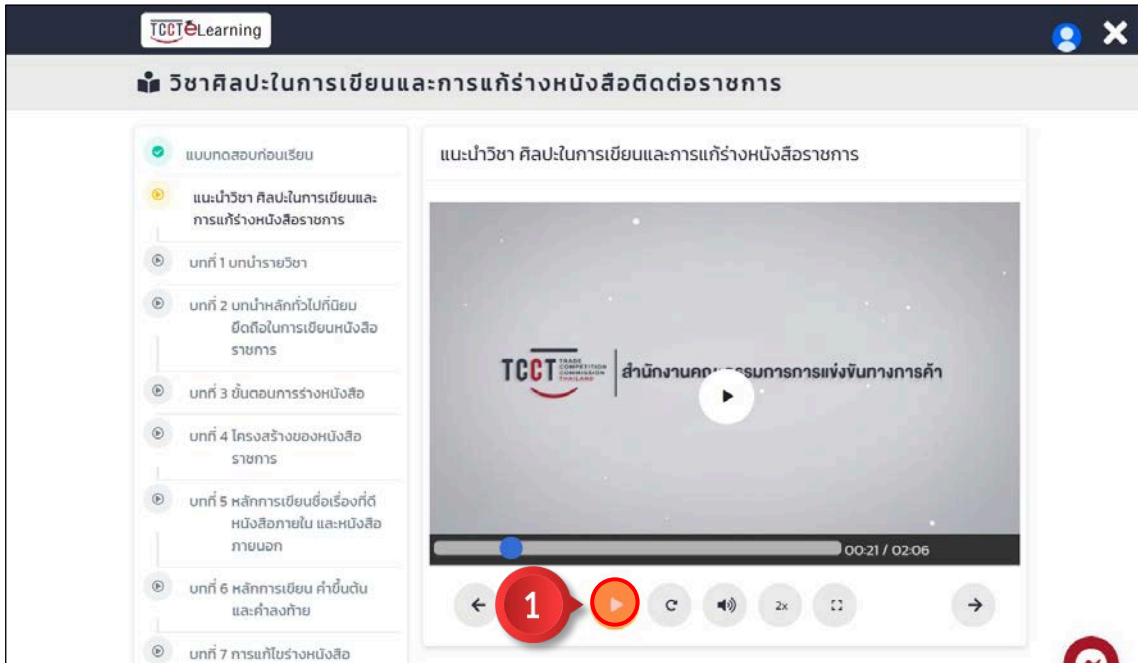 TCCT eLearning
วิชาศิลปะในการเขียนและการแก้ร่างหนังสือติดต่อราชการ
แบบทดสอบก่อนเรียน
แนะนำวิชา ศิลปะในการเขียนและ
การแก้ร่างหนังสือราชการ
บทที่ 1 บทนำรายวิชา
บทที่ 2 บทนำหลักทั่วไปที่นิยม
ยึดถือในการเขียนหนังสือ
ราชการ
บทที่ 3 ขั้นตอนการร่างหนังสือ
บทที่ 4 โครงสร้างของหนังสือ
ราชการ
บทที่ 5 หลักการเขียนชื่อเรื่องที่ดี
หนังสือภายใน และหนังสือ
ภายนอก
บทที่ 6 หลักการเขียน คำขึ้นต้น
และคำลงท้าย
บทที่ 7 การแก้ไขร่างหนังสือ
แนะนำวิชา ศิลปะในการเขียนและการแก้ร่างหนังสือราชการ
TCCT
TRADE
COMPETITION
COMMISSION
THAILAND
สำนักงานคณะกรรมการการแข่งขันทางการค้า
00:21 / 02:06
1
2x